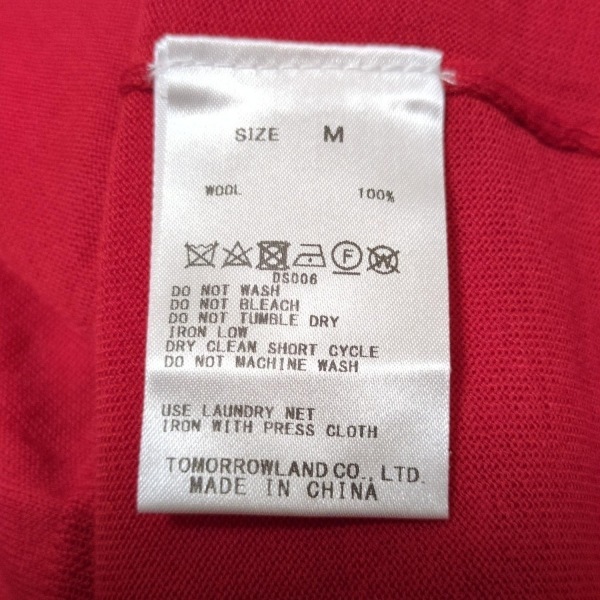 SIZE M
WOOL 100%
DS006
DO NOT WASH
DO NOT BLEACH
DO NOT TUMBLE DRY
IRON LOW
DRY CLEAN SHORT CYCLE
DO NOT MACHINE WASH
USE LAUNDRY NET
IRON WITH PRESS CLOTH
TOMORROWLAND CO., LTD.
MADE IN CHINA